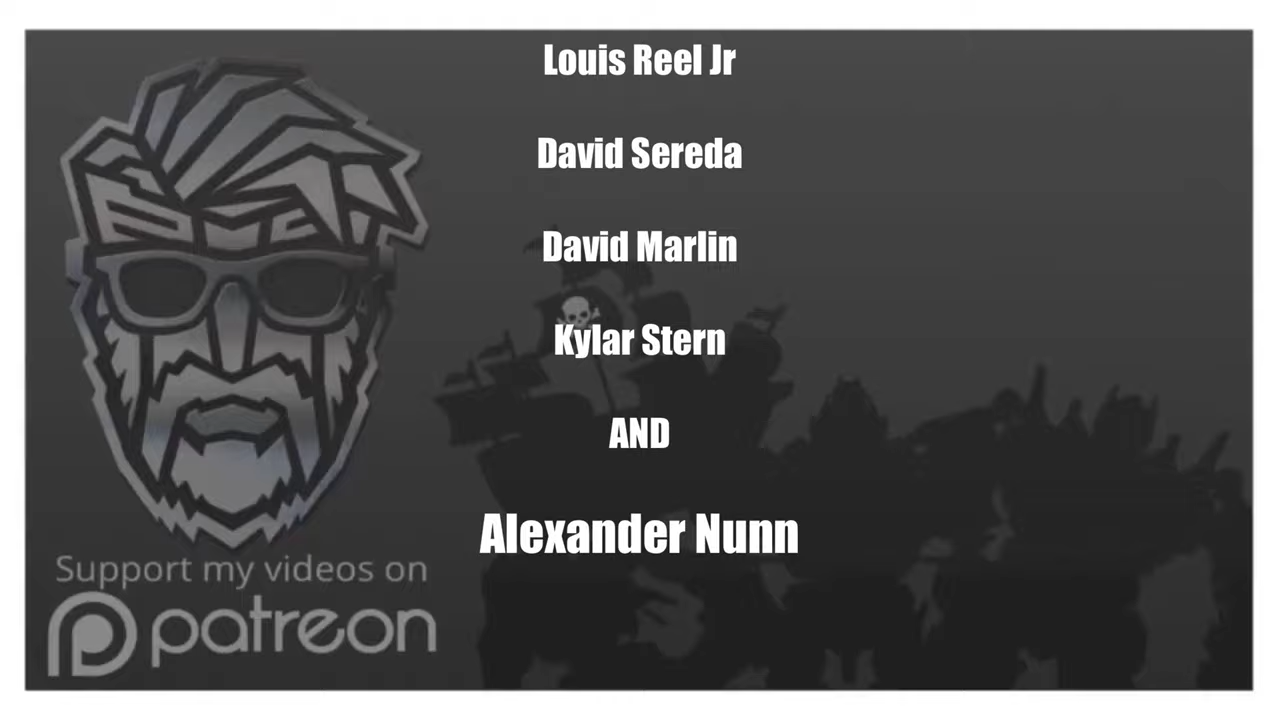 Louis Reel Jr
David Sereda
David Marlin
Kylar Stern
AND
Alexander Nunn
Support my videos on
patreon